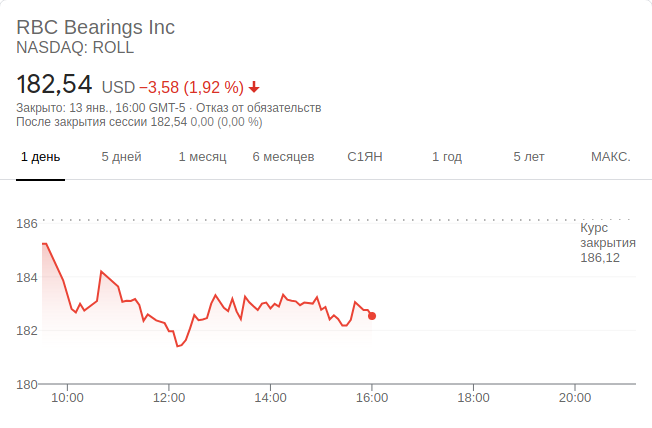 RBC Bearings Inc
NASDAQ: ROLL
182,54 USD −3,58 (1,92 %)
Закрыто: 13 янв., 16:00 GMT-5 · Отказ от обязательств
После закрытия сессии 182,54 0,00 (0,00 %)
1 день 5 дней 1 месяц 6 месяцев С1ЯН 1 год 5 лет МАКС.
186
Курс
закрытия
186,12
184
182
180
10:00 12:00 14:00 16:00 18:00 20:00